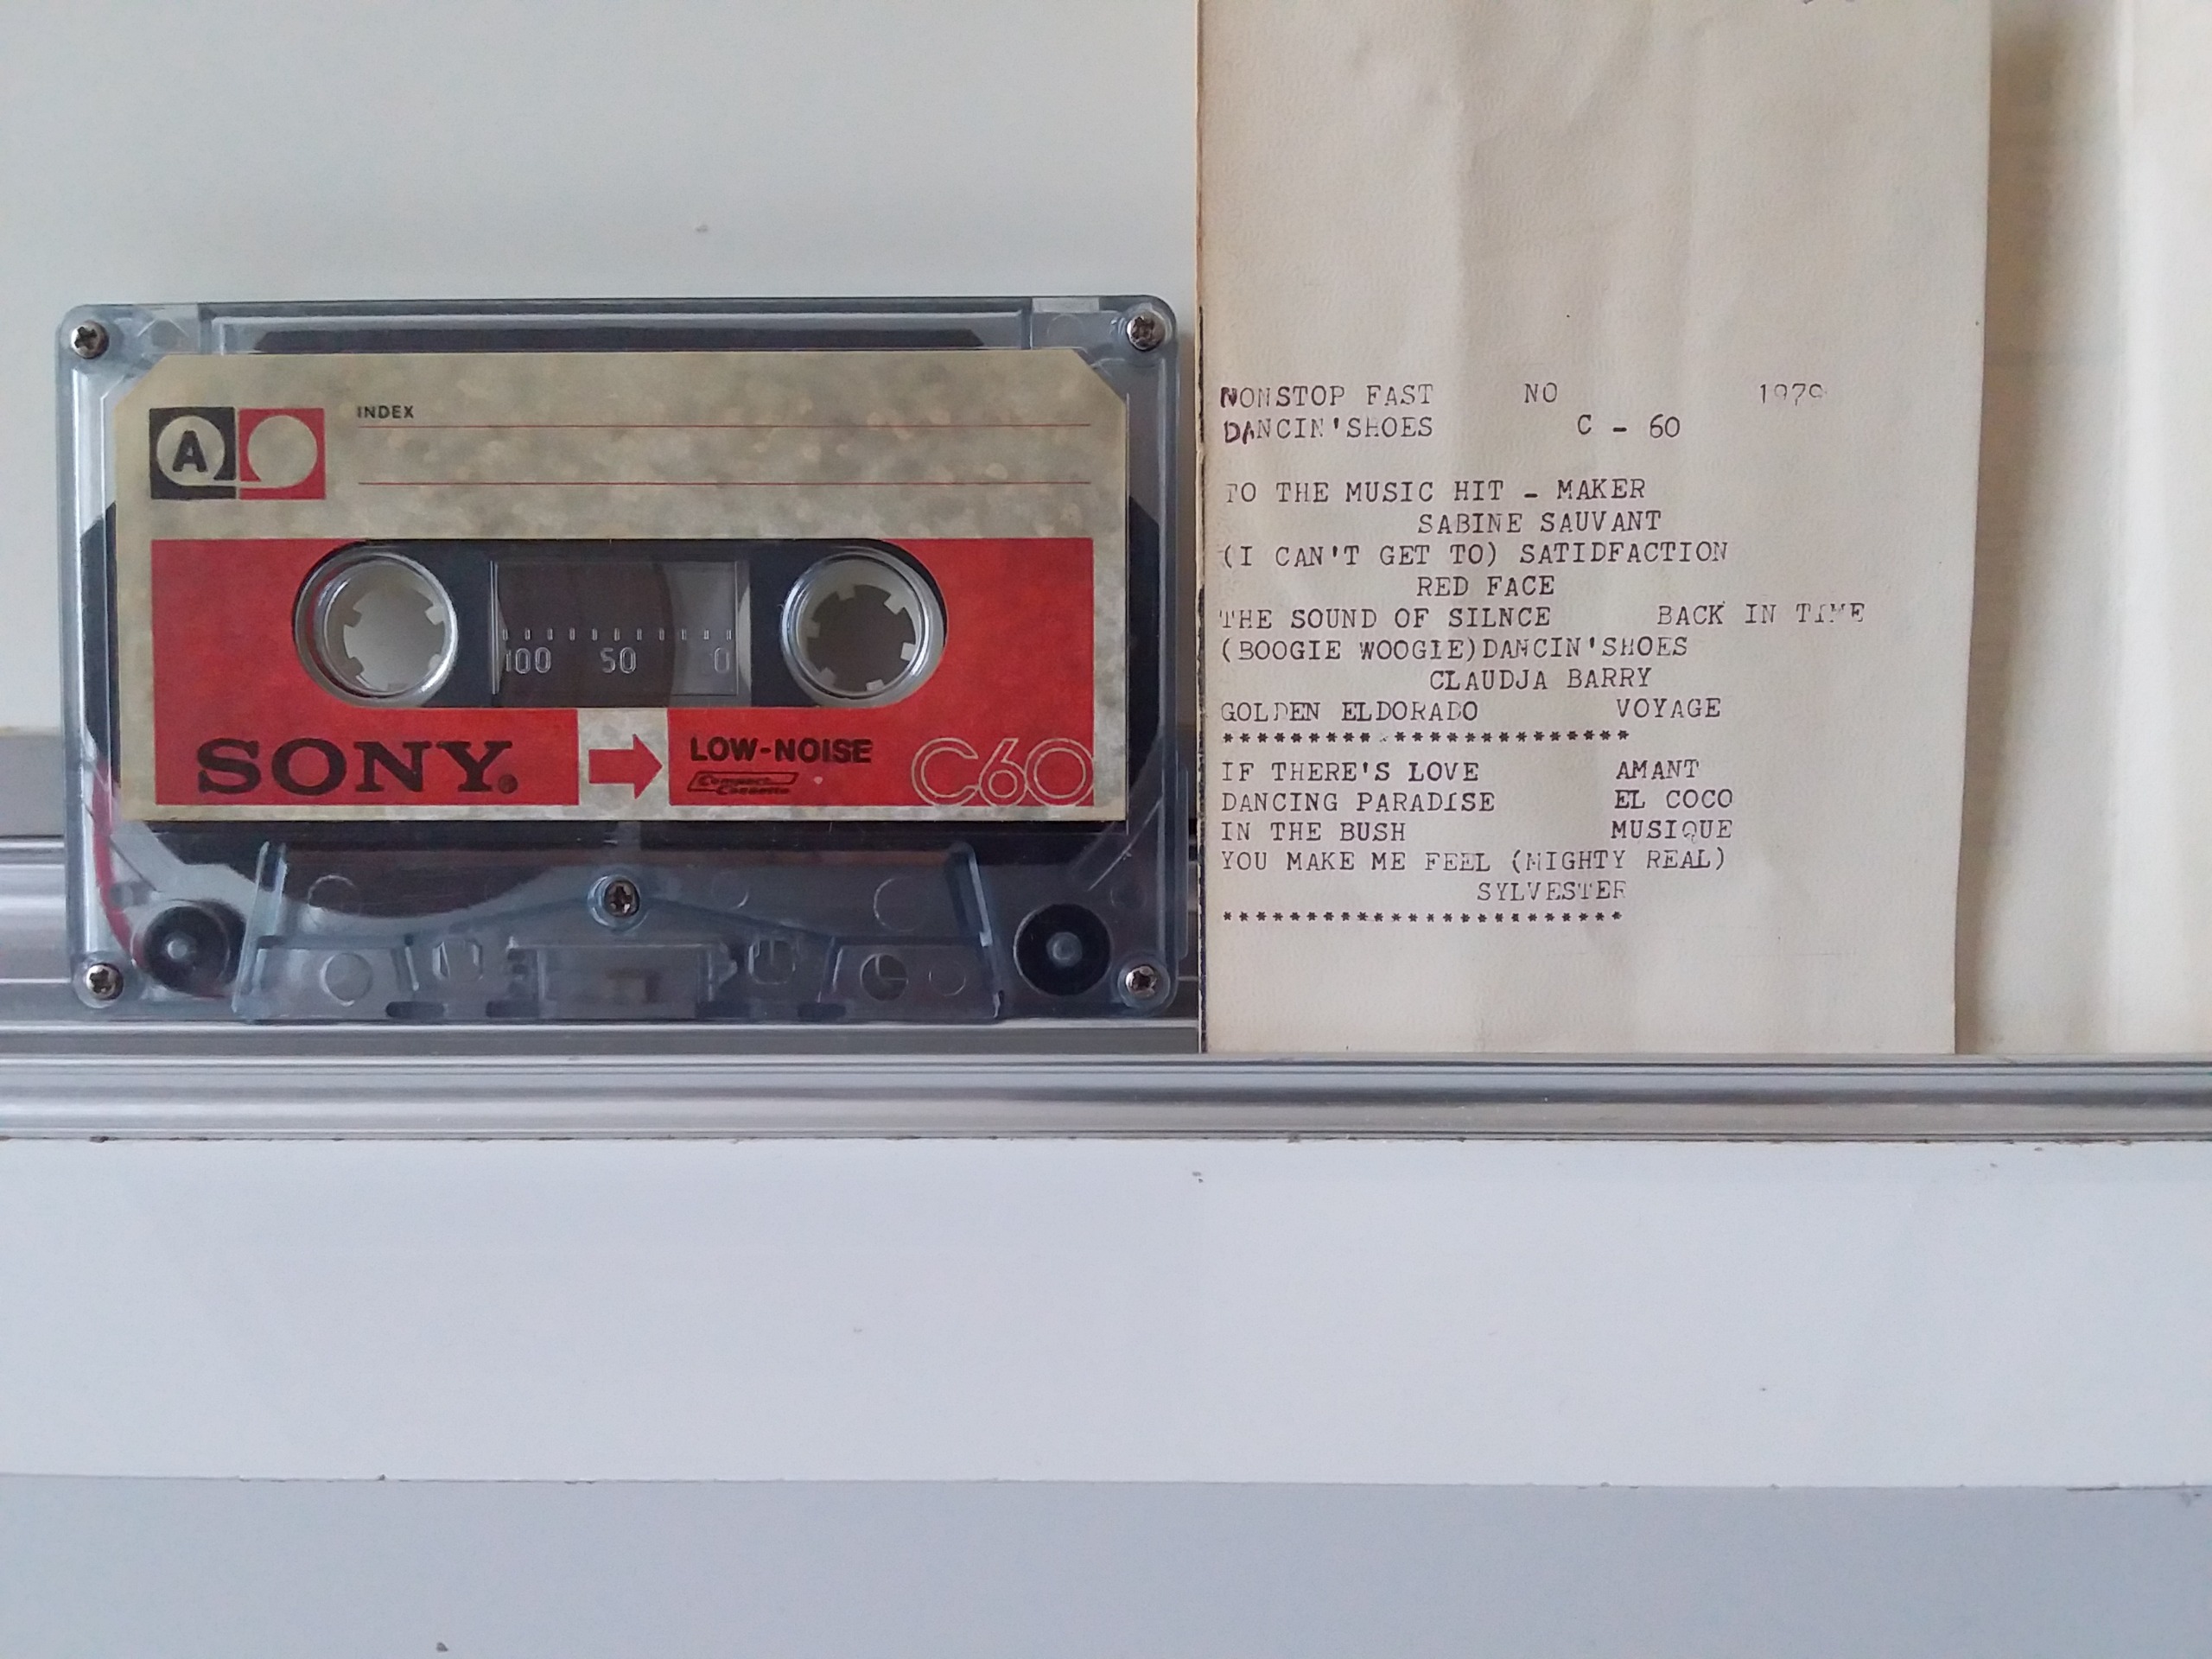 A
INDEX
100 50 0
SONY
LOW-NOISE
Compact
Cassette
C60
NONSTOP FAST NO 1979
DANCIN'SHOES C - 60
TO THE MUSIC HIT - MAKER
SABINE SAUVANT
(I CAN'T GET TO) SATIDFACTION
RED FACE
THE SOUND OF SILNCE BACK IN TIME
(BOOGIE WOOGIE)DANCIN'SHOES
CLAUDJA BARRY
GOLDEN ELDORADO VOYAGE
********* **************
IF THERE'S LOVE AMANT
DANCING PARADISE EL COCO
IN THE BUSH MUSIQUE
YOU MAKE ME FEEL (MIGHTY REAL)
SYLVESTER
************************